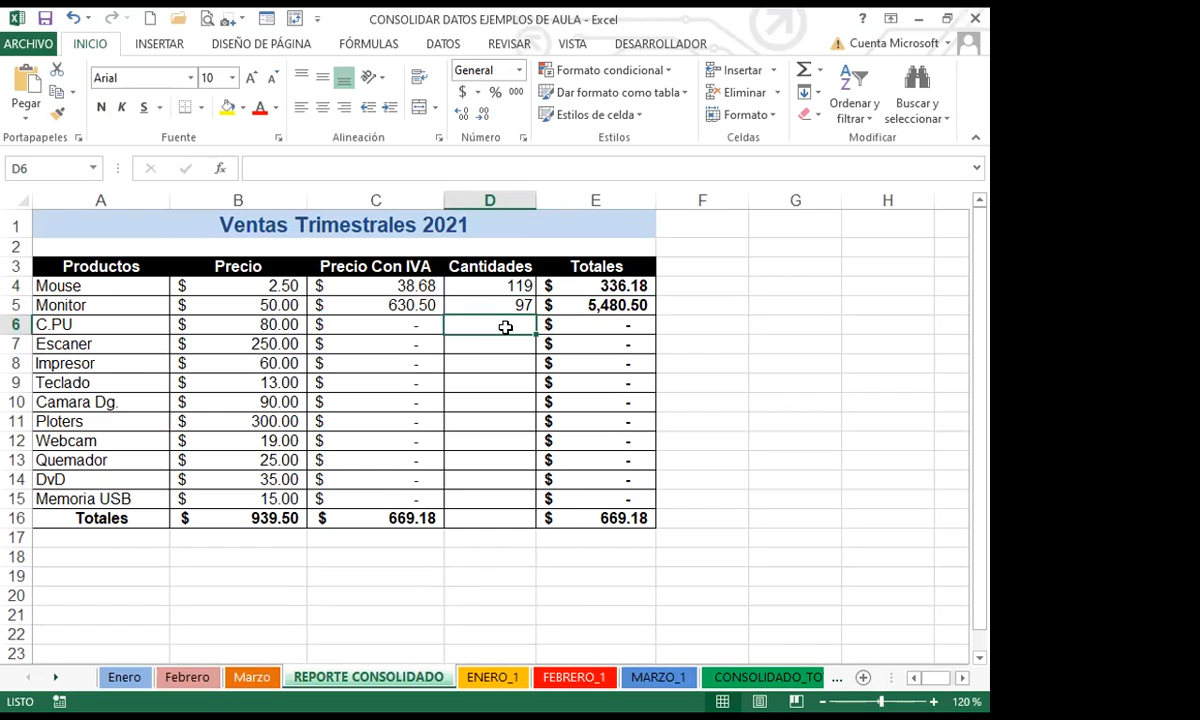 CONSOLIDAR DATOS EJEMPLOS DE AULA - Excel
ARCHIVO INICIO INSERTAR DISEÑO DE PÁGINA FÓRMULAS DATOS REVISAR VISTA DESARROLLADOR Cuenta Microsoft
Pegar
Portapapeles
Arial 10
N K S
Fuente
Alineación
General
$ % 000
Número
Formato condicional
Dar formato como tabla
Estilos de celda
Estilos
Insertar
Eliminar
Formato
Celdas
Ordenar y filtrar
Buscar y seleccionar
Modificar
D6 fx
A B C D E F G H
1 Ventas Trimestrales 2021
2
3 Productos Precio Precio Con IVA Cantidades Totales
4 Mouse $ 2.50 $ 38.68 119 $ 336.18
5 Monitor $ 50.00 $ 630.50 97 $ 5,480.50
6 C.PU $ 80.00 $ - $ -
7 Escaner $ 250.00 $ - $ -
8 Impresor $ 60.00 $ - $ -
9 Teclado $ 13.00 $ - $ -
10 Camara Dg. $ 90.00 $ - $ -
11 Ploters $ 300.00 $ - $ -
12 Webcam $ 19.00 $ - $ -
13 Quemador $ 25.00 $ - $ -
14 DvD $ 35.00 $ - $ -
15 Memoria USB $ 15.00 $ - $ -
16 Totales $ 939.50 $ 669.18 $ 669.18
17
18
19
20
21
22
23
Enero Febrero Marzo REPORTE CONSOLIDADO ENERO_1 FEBRERO_1 MARZO_1 CONSOLIDADO_TO ...
LISTO 120 %